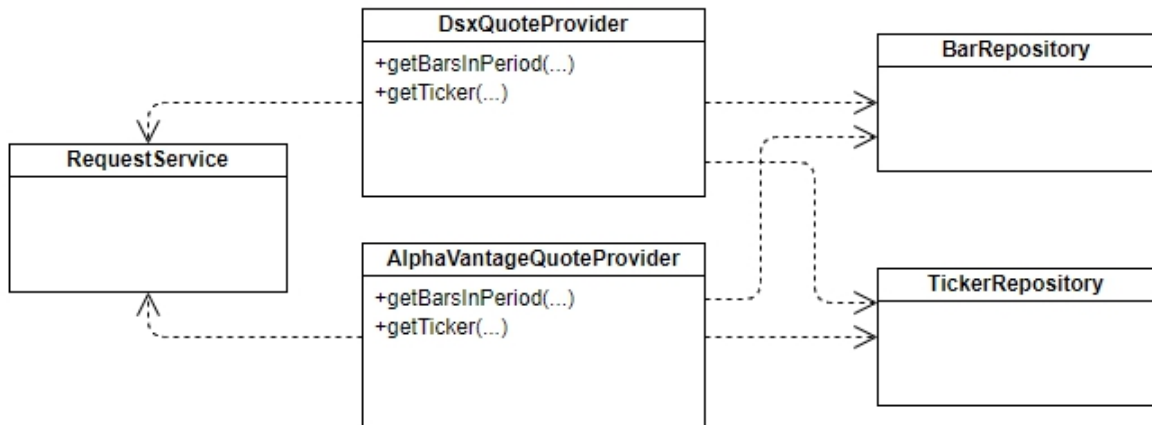 DsxQuoteProvider
+getBarsInPeriod(...)
+getTicker(...)
BarRepository
RequestService
AlphaVantageQuoteProvider
+getBarsInPeriod(...)
+getTicker(...)
TickerRepository